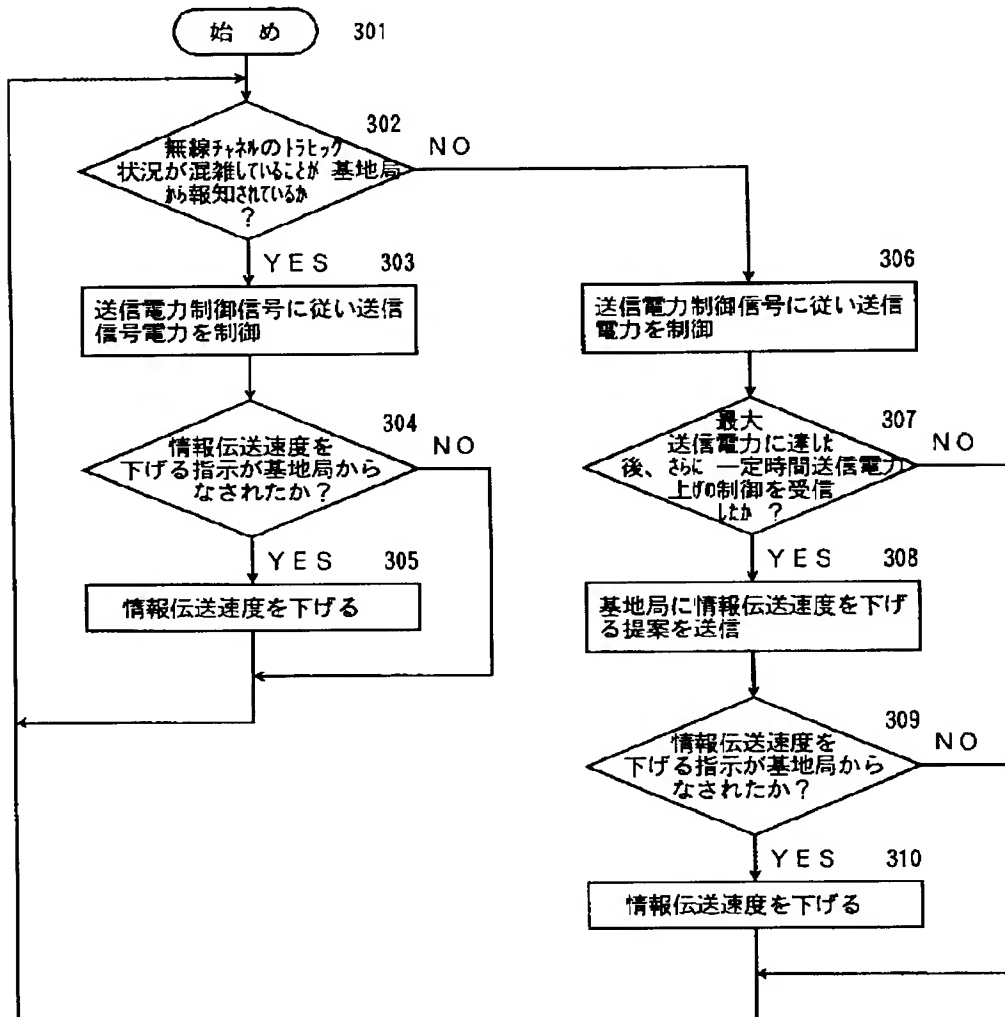 始 め 301
302
無線チャネルのトラヒック
状況が混雑していることが 基地局
から報知されているか
?
NO
YES 303
送信電力制御信号に従い送信
信号電力を制御
304
情報伝送速度を
下げる指示が基地局から
なされたか?
NO
YES 305
情報伝送速度を下げる
306
送信電力制御信号に従い送信
電力を制御
307
最大
送信電力に達した
後、さらに 一定時間送信電力
上げの制御を受信
したか ?
NO
YES 308
基地局に情報伝送速度を下げ
る提案を送信
309
情報伝送速度を
下げる指示が基地局から
なされたか?
NO
YES 310
情報伝送速度を下げる